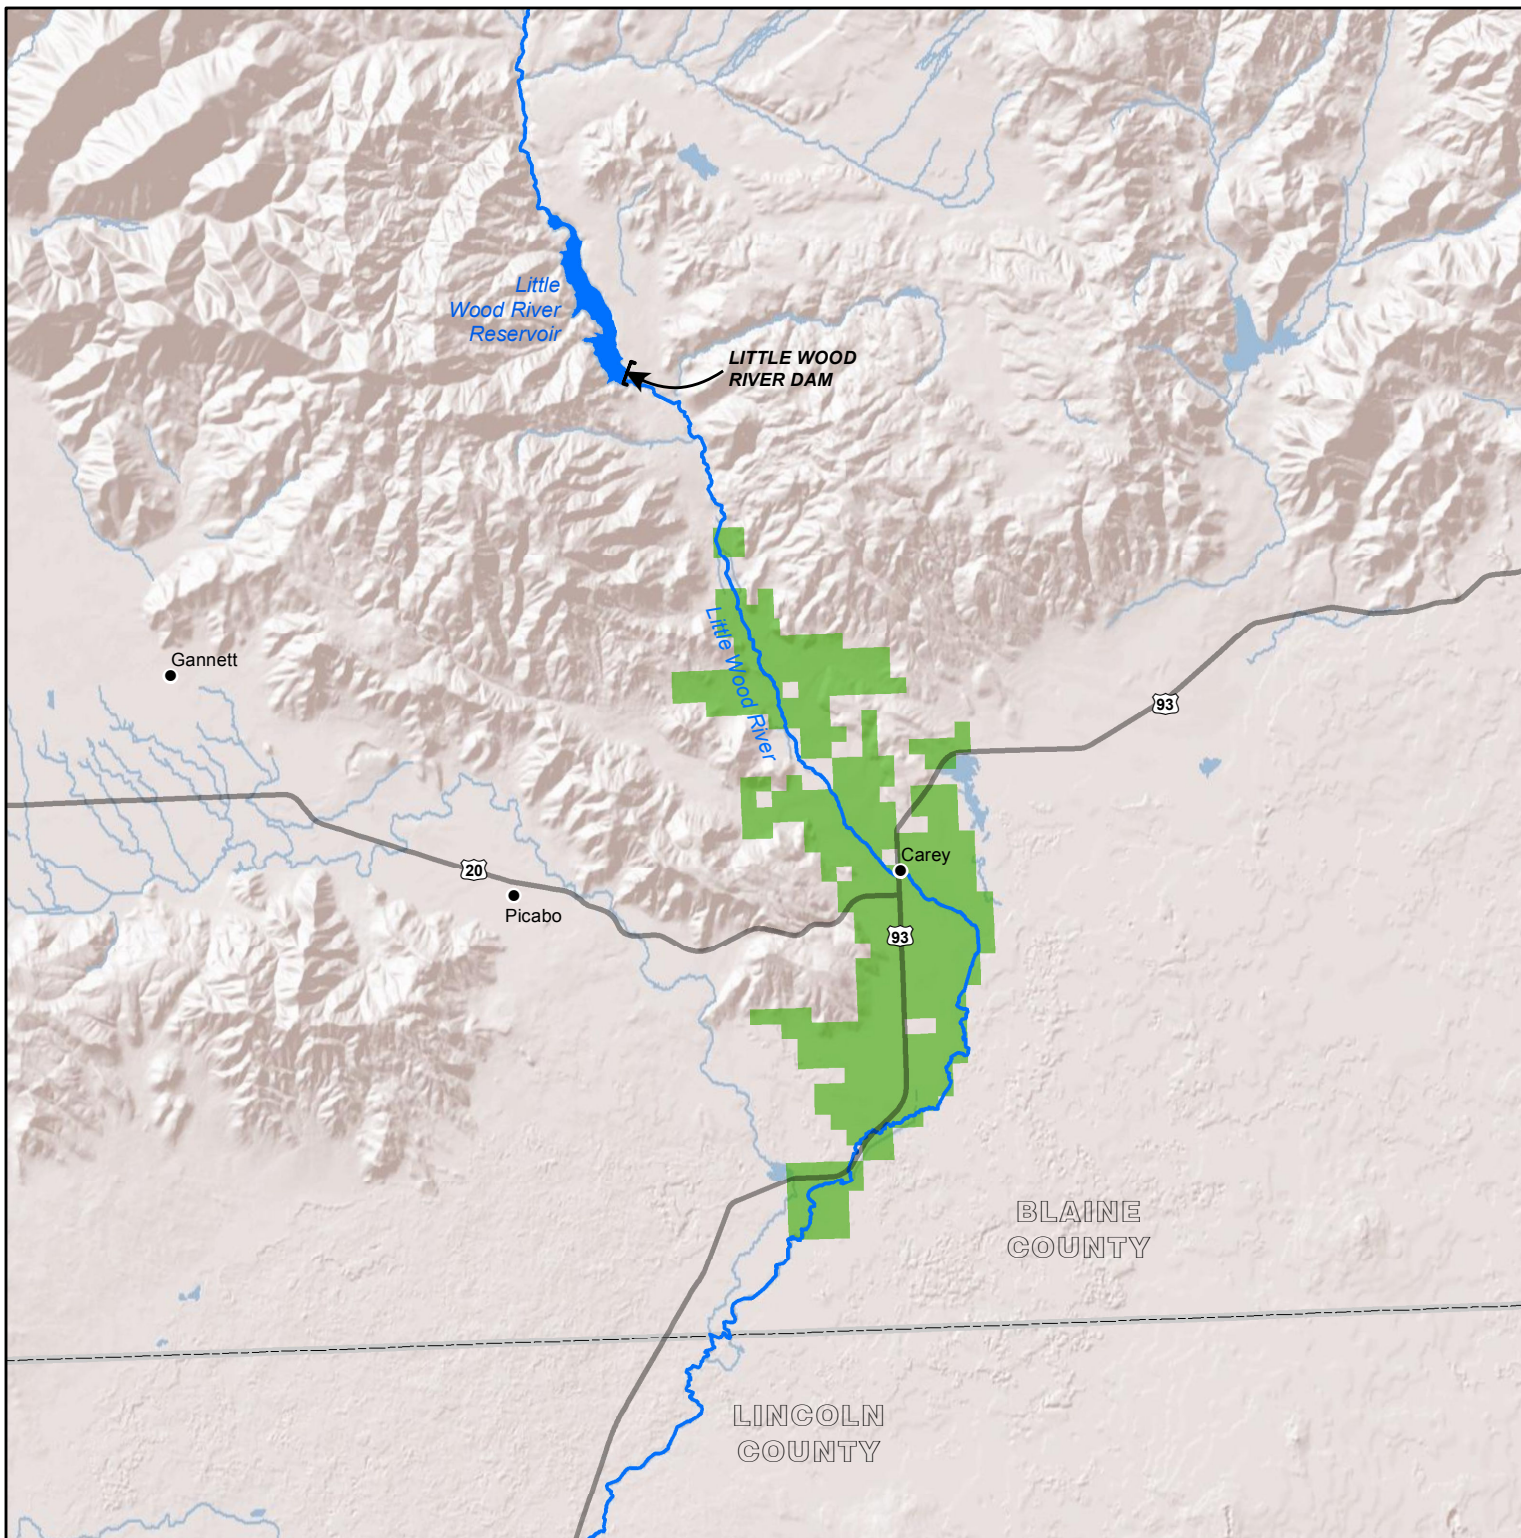 Little
Wood River
Reservoir
LITTLE WOOD
RIVER DAM
Little Wood River
Gannett
93
20
Carey
Picabo
93
BLAINE
COUNTY
LINCOLN
COUNTY